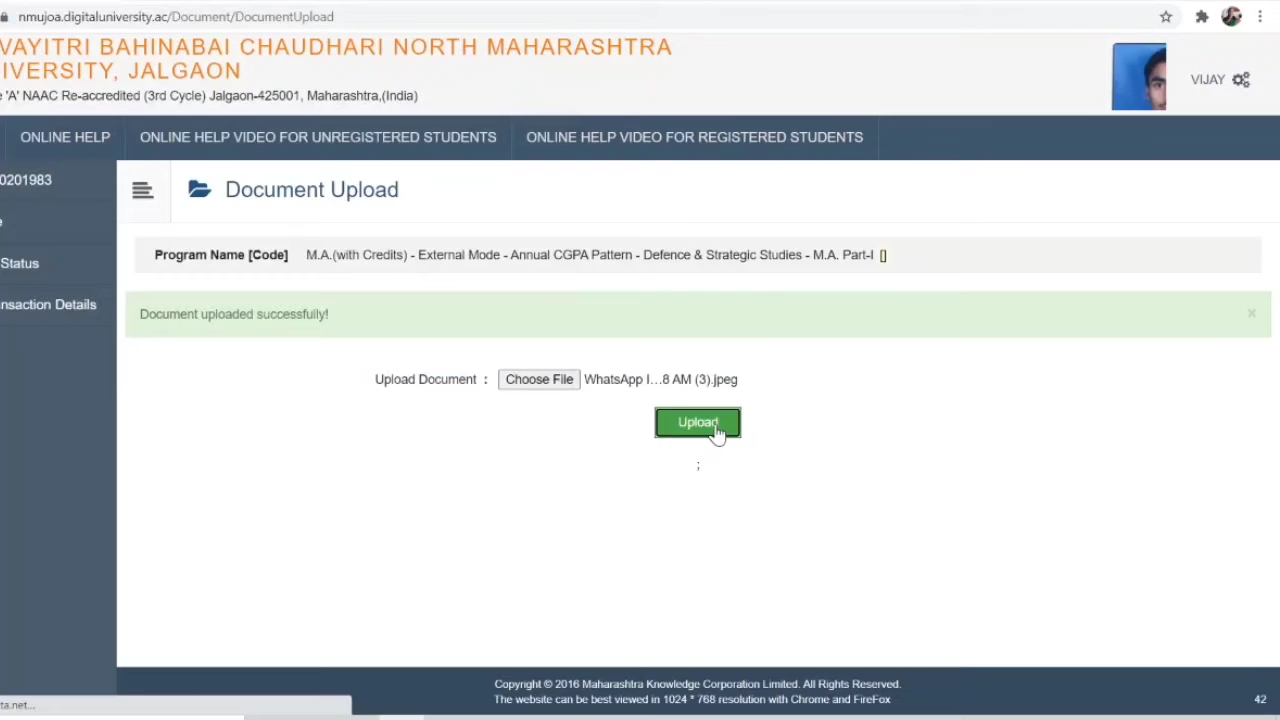 nmujoa.digitaluniversity.ac/Document/DocumentUpload
VAYITRI BAHINABAI CHAUDHARI NORTH MAHARASHTRA
IVERSITY, JALGAON
e 'A' NAAC Re-accredited (3rd Cycle) Jalgaon-425001, Maharashtra,(India)
VIJAY
ONLINE HELP
ONLINE HELP VIDEO FOR UNREGISTERED STUDENTS
ONLINE HELP VIDEO FOR REGISTERED STUDENTS
0201983
e
Status
nsaction Details
Document Upload
Program Name [Code] M.A.(with Credits) - External Mode - Annual CGPA Pattern - Defence & Strategic Studies - M.A. Part-I []
Document uploaded successfully!
×
Upload Document : Choose File WhatsApp I...8 AM (3).jpeg
Upload
;
Copyright © 2016 Maharashtra Knowledge Corporation Limited. All Rights Reserved.
The website can be best viewed in 1024 * 768 resolution with Chrome and FireFox
42
ta.net...